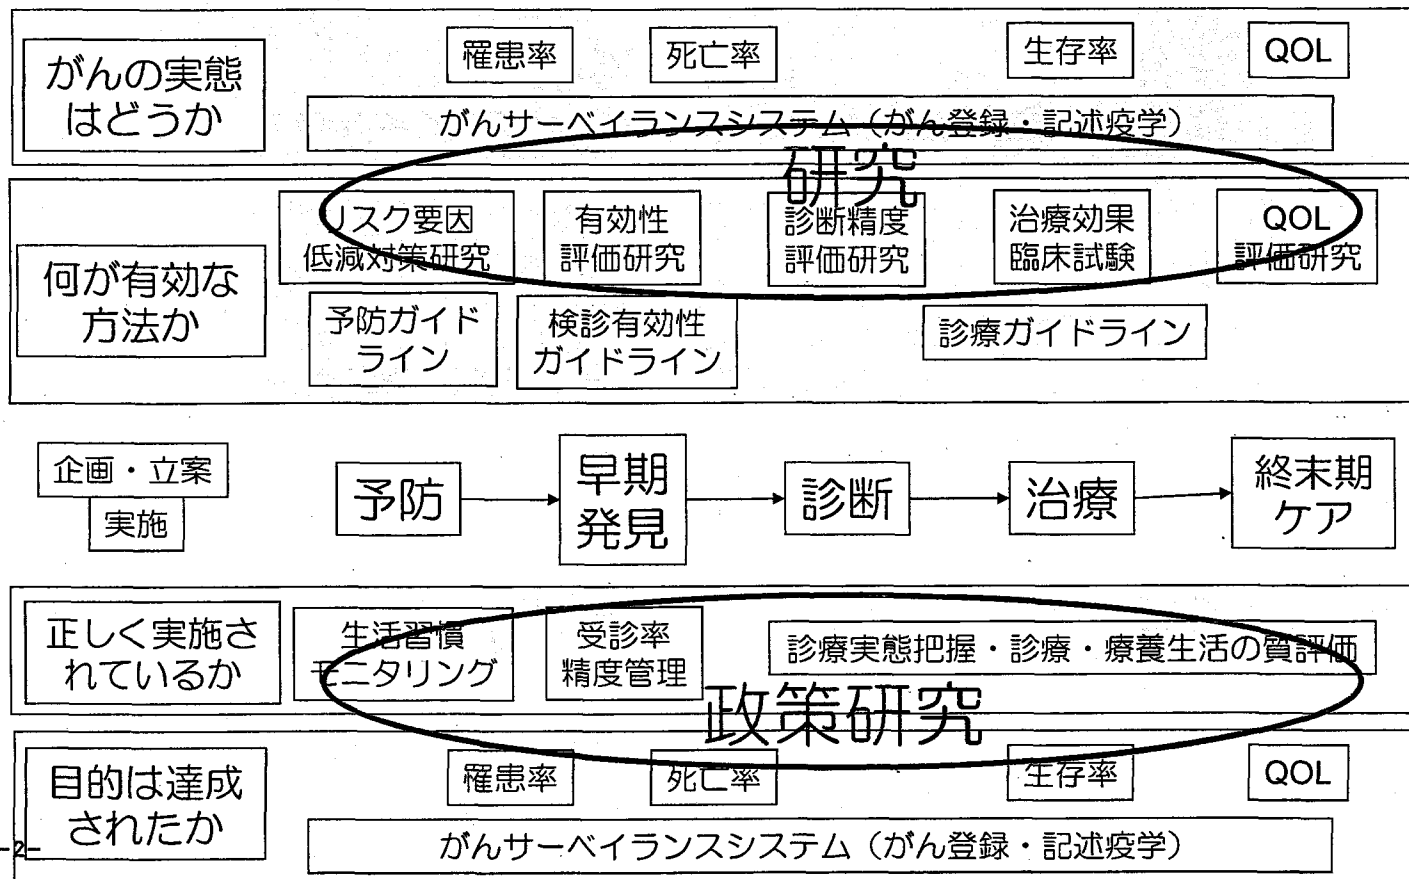 がんの実態
はどうか
罹患率
死亡率
生存率
QOL
がんサーベイランスシステム（がん登録・記述疫学）
研究
何が有効な
方法か
リスク要因
低減対策研究
有効性
評価研究
診断精度
評価研究
治療効果
臨床試験
QOL
評価研究
予防ガイド
ライン
検診有効性
ガイドライン
診療ガイドライン
企画・立案
実施
予防
早期
発見
診断
治療
終末期
ケア
正しく実施さ
れているか
生活習慣
モニタリング
受診率
精度管理
診療実態把握・診療・療養生活の質評価
政策研究
目的は達成
されたか
罹患率
死亡率
生存率
QOL
がんサーベイランスシステム（がん登録・記述疫学）
-2-